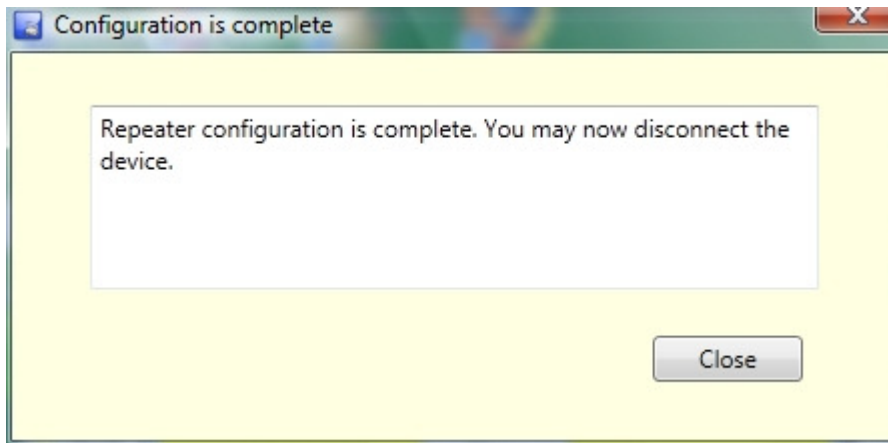 Configuration is complete
Repeater configuration is complete. You may now disconnect the
device.
Close